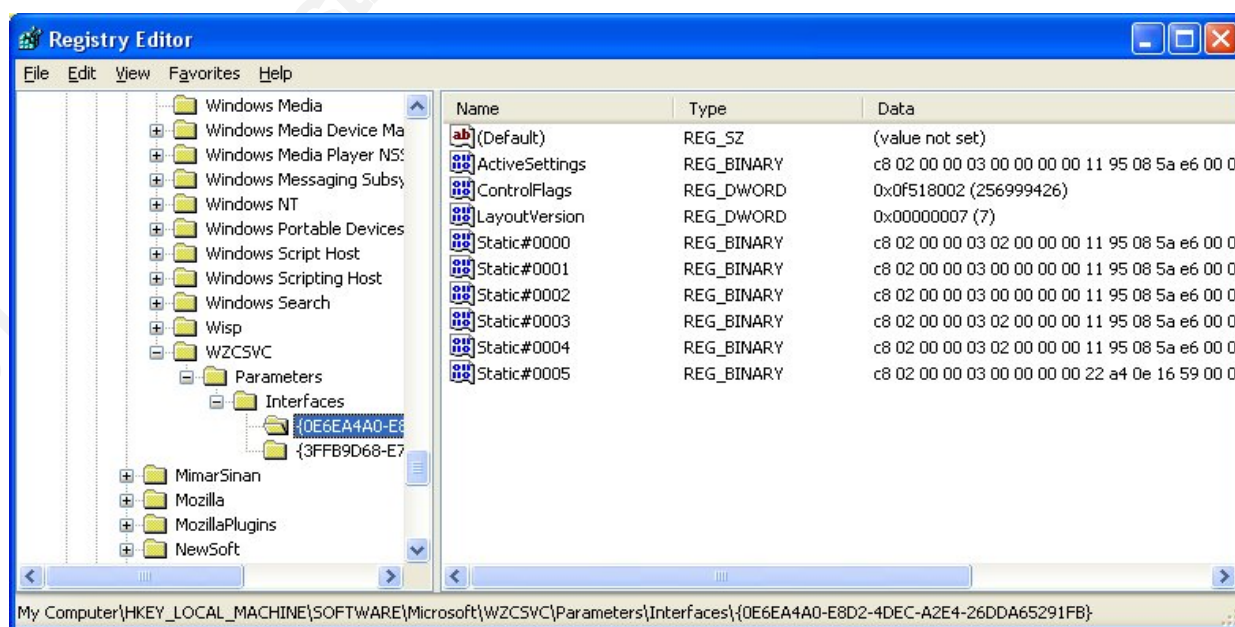 Registry Editor
File Edit View Favorites Help
Windows Media
Windows Media Device Ma
Windows Media Player NSS
Windows Messaging Subsy
Windows NT
Windows Portable Devices
Windows Script Host
Windows Scripting Host
Windows Search
Wisp
WZCSVC
Parameters
Interfaces
{0E6EA4A0-E8
{3FFB9D68-E7
MimarSinan
Mozilla
MozillaPlugins
NewSoft
Name Type Data
(Default) REG_SZ (value not set)
ActiveSettings REG_BINARY c8 02 00 00 03 00 00 00 00 11 95 08 5a e6 00 0
ControlFlags REG_DWORD 0x0f518002 (256999426)
LayoutVersion REG_DWORD 0x00000007 (7)
Static#0000 REG_BINARY c8 02 00 00 03 02 00 00 00 11 95 08 5a e6 00 0
Static#0001 REG_BINARY c8 02 00 00 03 02 00 00 00 11 95 08 5a e6 00 0
Static#0002 REG_BINARY c8 02 00 00 03 00 00 00 00 11 95 08 5a e6 00 0
Static#0003 REG_BINARY c8 02 00 00 03 02 00 00 00 11 95 08 5a e6 00 0
Static#0004 REG_BINARY c8 02 00 00 03 02 00 00 00 11 95 08 5a e6 00 0
Static#0005 REG_BINARY c8 02 00 00 03 00 00 00 00 22 a4 0e 16 59 00 0
My Computer\HKEY_LOCAL_MACHINE\SOFTWARE\Microsoft\WZCSVC\Parameters\Interfaces\{0E6EA4A0-E8D2-4DEC-A2E4-26DDA65291FB}